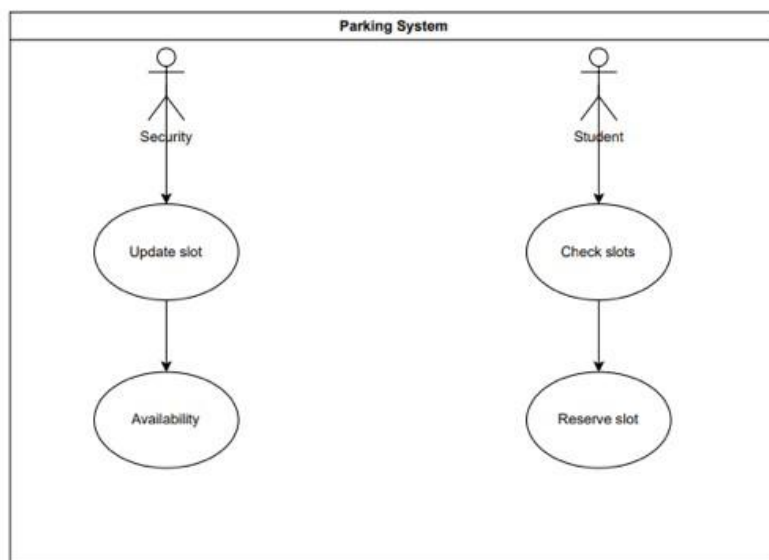 Parking System
Security
Student
Update slot
Check slots
Availability
Reserve slot